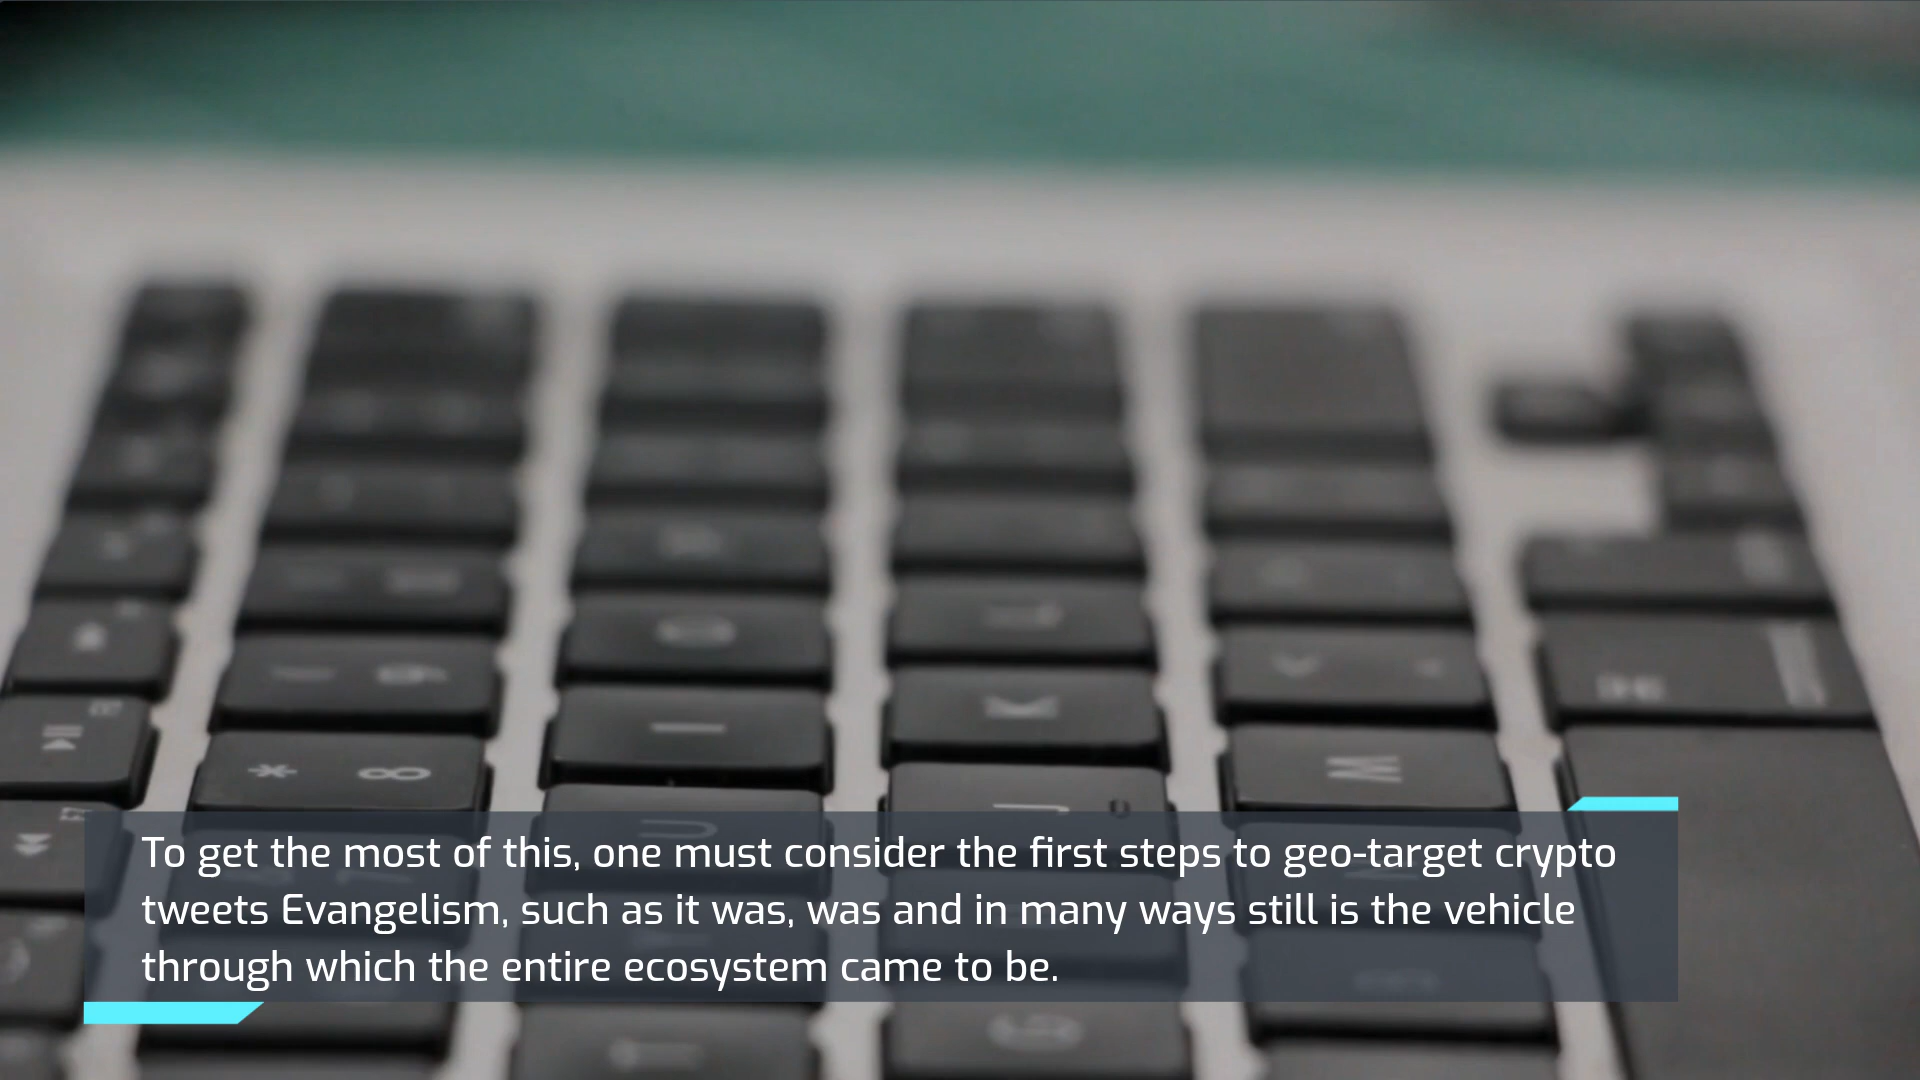 To get the most of this, one must consider the first steps to geo-target crypto
tweets Evangelism, such as it was, was and in many ways still is the vehicle
through which the entire ecosystem came to be.